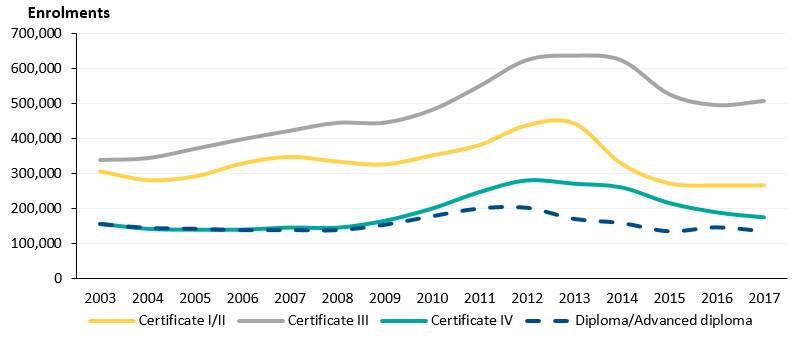 Enrolments
700,000
600,000
500,000
400,000
300,000
200,000
100,000
0
2003 2004 2005 2006 2007 2008 2009 2010 2011 2012 2013 2014 2015 2016 2017
Certificate I/II Certificate III Certificate IV Diploma/Advanced diploma